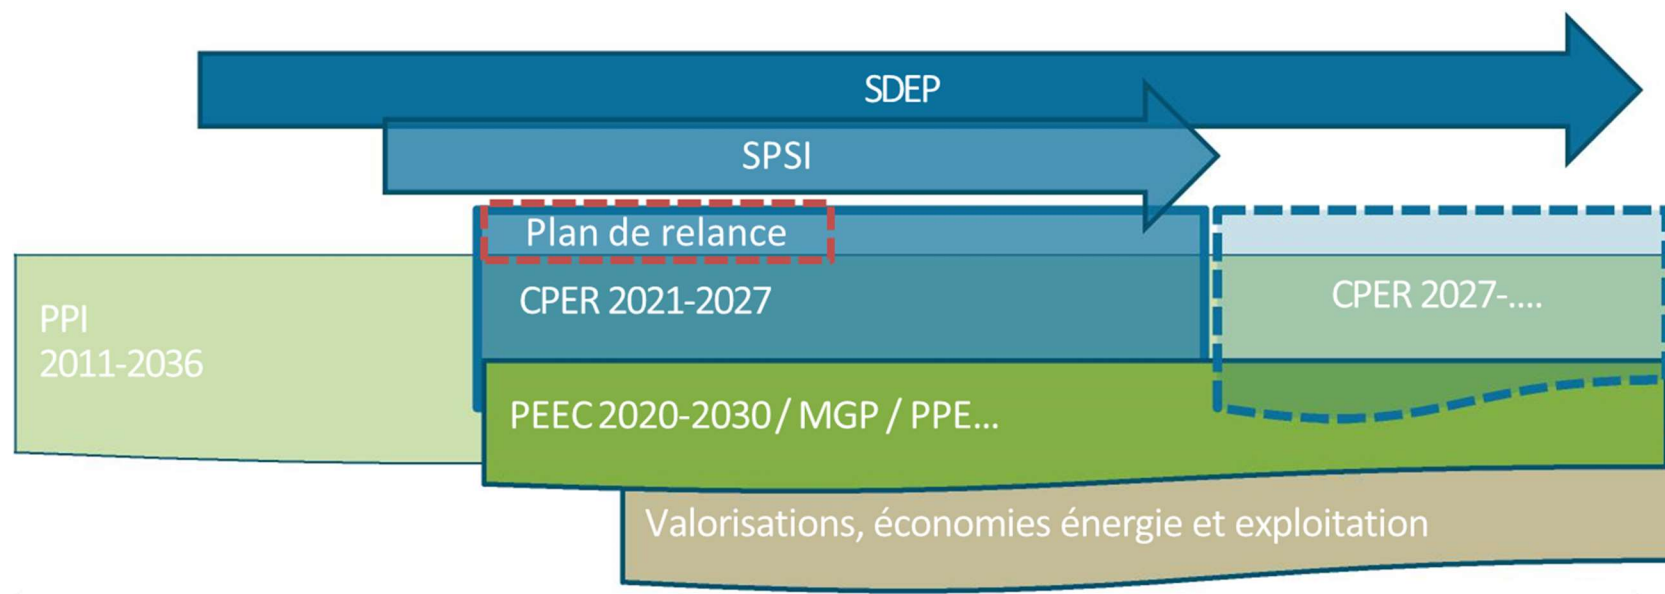 SDEP
SPSI
Plan de relance
CPER 2021-2027
CPER 2027-....
PPI
2011-2036
PEEC 2020-2030 / MGP / PPE...
Valorisations, économies énergie et exploitation